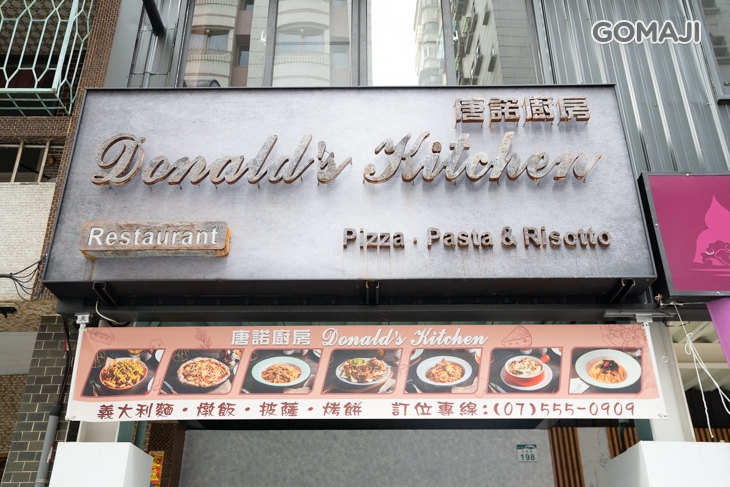 GOMAJI
唐諾廚房
Donald's Kitchen
Restaurant
Pizza · Pasta & Risotto
唐諾廚房 Donald's Kitchen
義大利麵·燉飯·披薩·烤餅 訂位專線:(07)555-0909
198